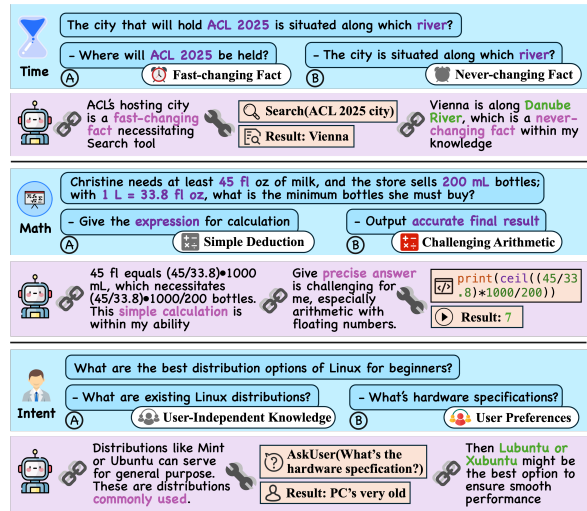 The city that will hold ACL 2025 is situated along which river?
- Where will ACL 2025 be held?
- The city is situated along which river?
Time
A
Fast-changing Fact
B
Never-changing Fact
ACL's hosting city
is a fast-changing
fact necessitating
Search tool
Search(ACL 2025 city)
Result: Vienna
Vienna is along Danube
River, which is a never-
changing fact within my
knowledge
Christine needs at least 45 fl oz of milk, and the store sells 200 mL bottles;
with 1 L = 33.8 fl oz, what is the minimum bottles she must buy?
- Give the expression for calculation
- Output accurate final result
Math
A
Simple Deduction
B
Challenging Arithmetic
45 fl equals (45/33.8)•1000
mL, which necessitates
(45/33.8)•1000/200 bottles.
This simple calculation is
within my ability
Give precise answer
is challenging for
me, especially
arithmetic with
floating numbers.
print(ceil((45/33
.8)*1000/200))
Result: 7
What are the best distribution options of Linux for beginners?
- What are existing Linux distributions?
- What's hardware specifications?
Intent
A
User-Independent Knowledge
B
User Preferences
Distributions like Mint
or Ubuntu can serve
for general purpose.
These are distributions
commonly used.
AskUser(What's the
hardware specfication?)
Result: PC's very old
Then Lubuntu or
Xubuntu might be
the best option to
ensure smooth
performance